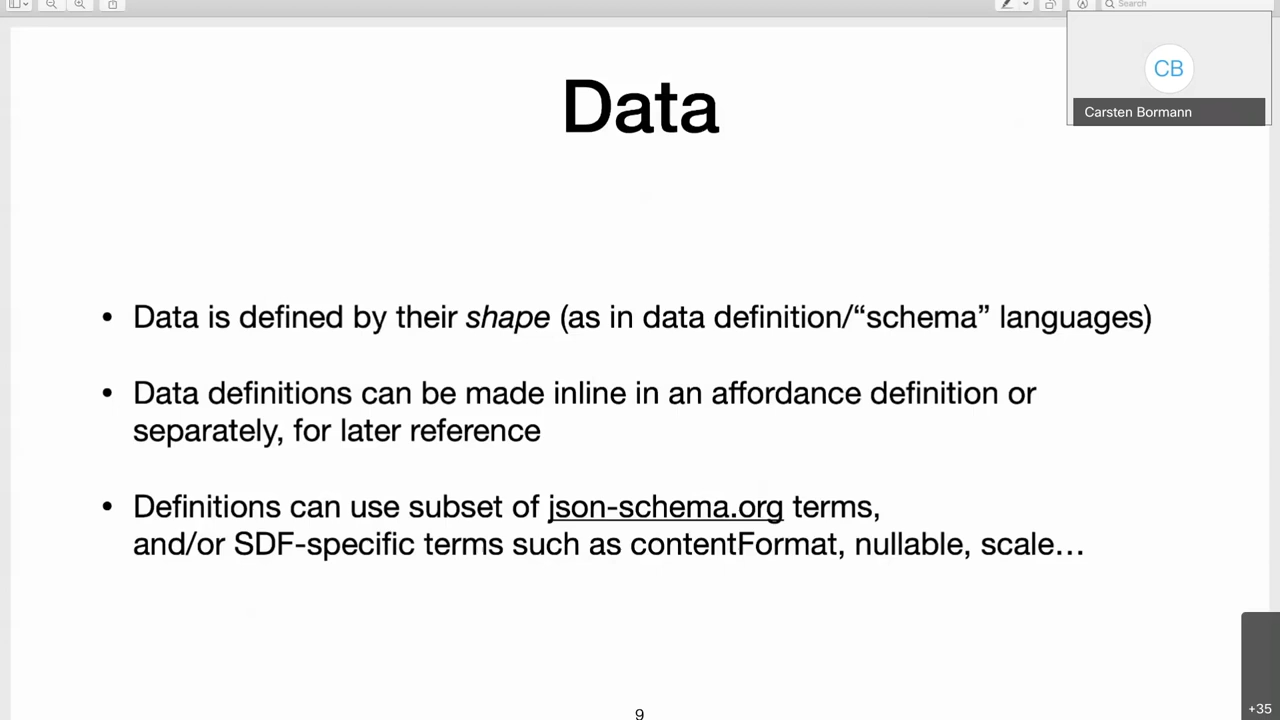 Search
CB
Carsten Bormann
Data
• Data is defined by their shape (as in data definition/“schema” languages)
• Data definitions can be made inline in an affordance definition or
separately, for later reference
• Definitions can use subset of json-schema.org terms,
and/or SDF-specific terms such as contentFormat, nullable, scale…
9
+35